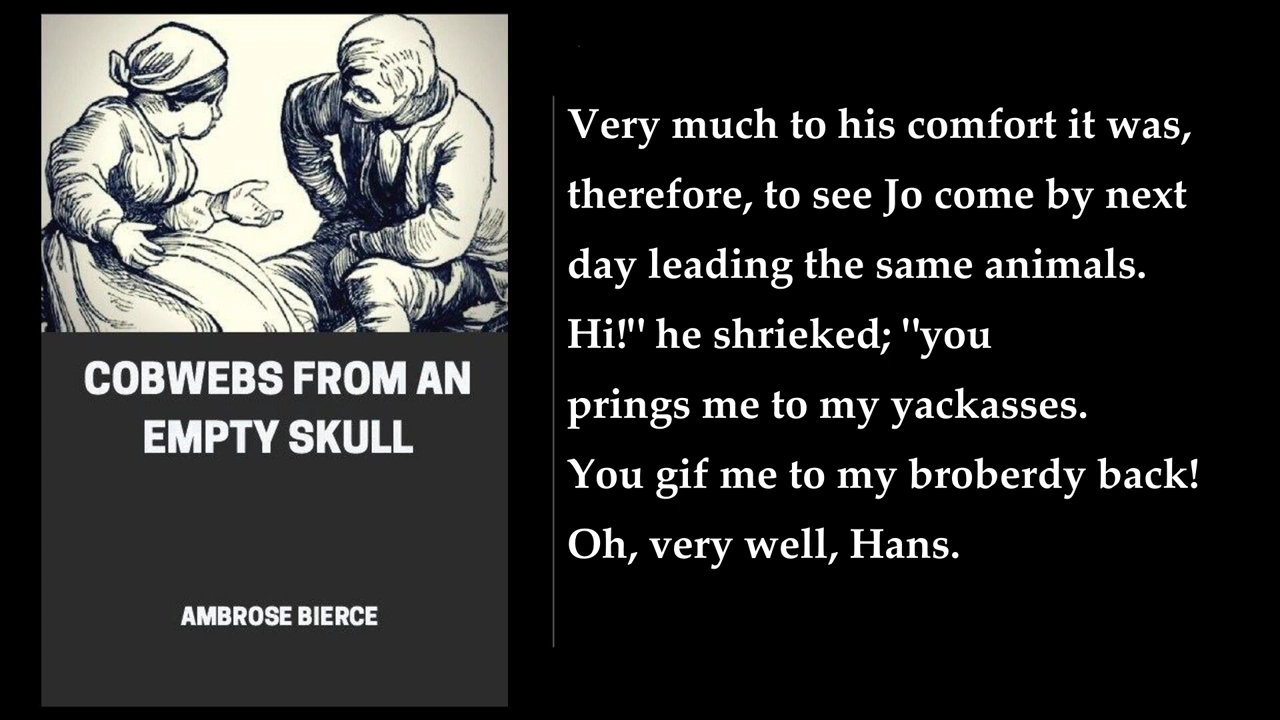 COBWEBS FROM AN
EMPTY SKULL
AMBROSE BIERCE
Very much to his comfort it was,
therefore, to see Jo come by next
day leading the same animals.
Hi!" he shrieked; "you
prings me to my yackasses.
You gif me to my broberdy back!
Oh, very well, Hans.